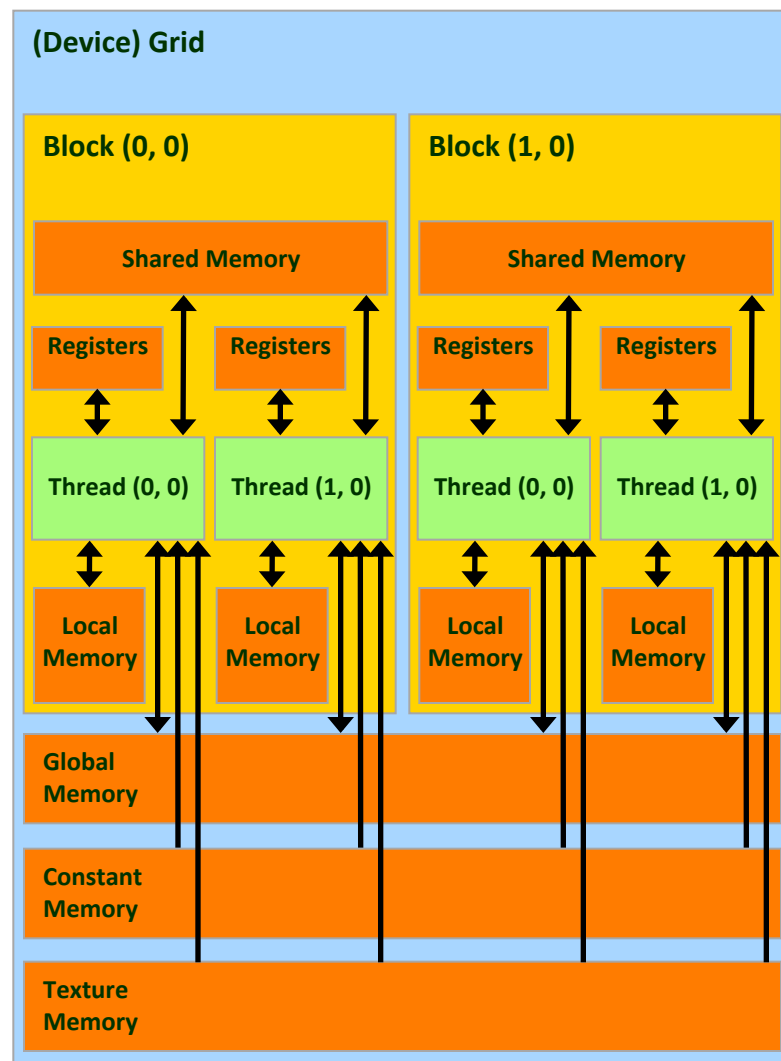 (Device) Grid
Block (0, 0)
Block (1, 0)
Shared Memory
Shared Memory
Registers
Registers
Registers
Registers
Thread (0, 0)
Thread (1, 0)
Thread (0, 0)
Thread (1, 0)
Local
Memory
Local
Memory
Local
Memory
Local
Memory
Global
Memory
Constant
Memory
Texture
Memory